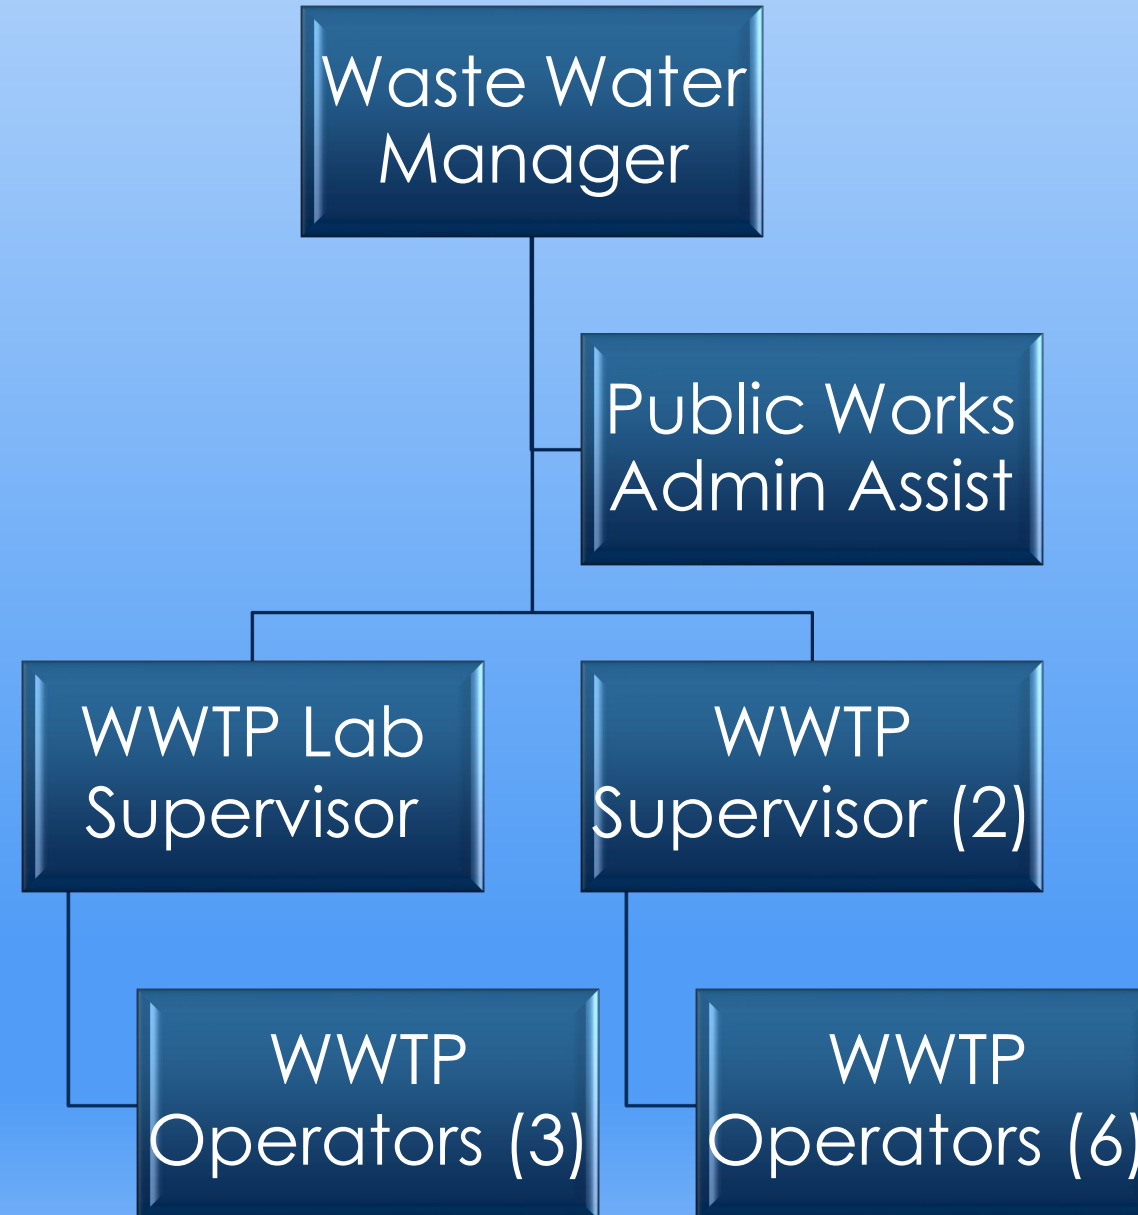 Waste Water
Manager
Public Works
Admin Assist
WWTP Lab
Supervisor
WWTP
Supervisor (2)
WWTP
Operators (3)
WWTP
Operators (6)